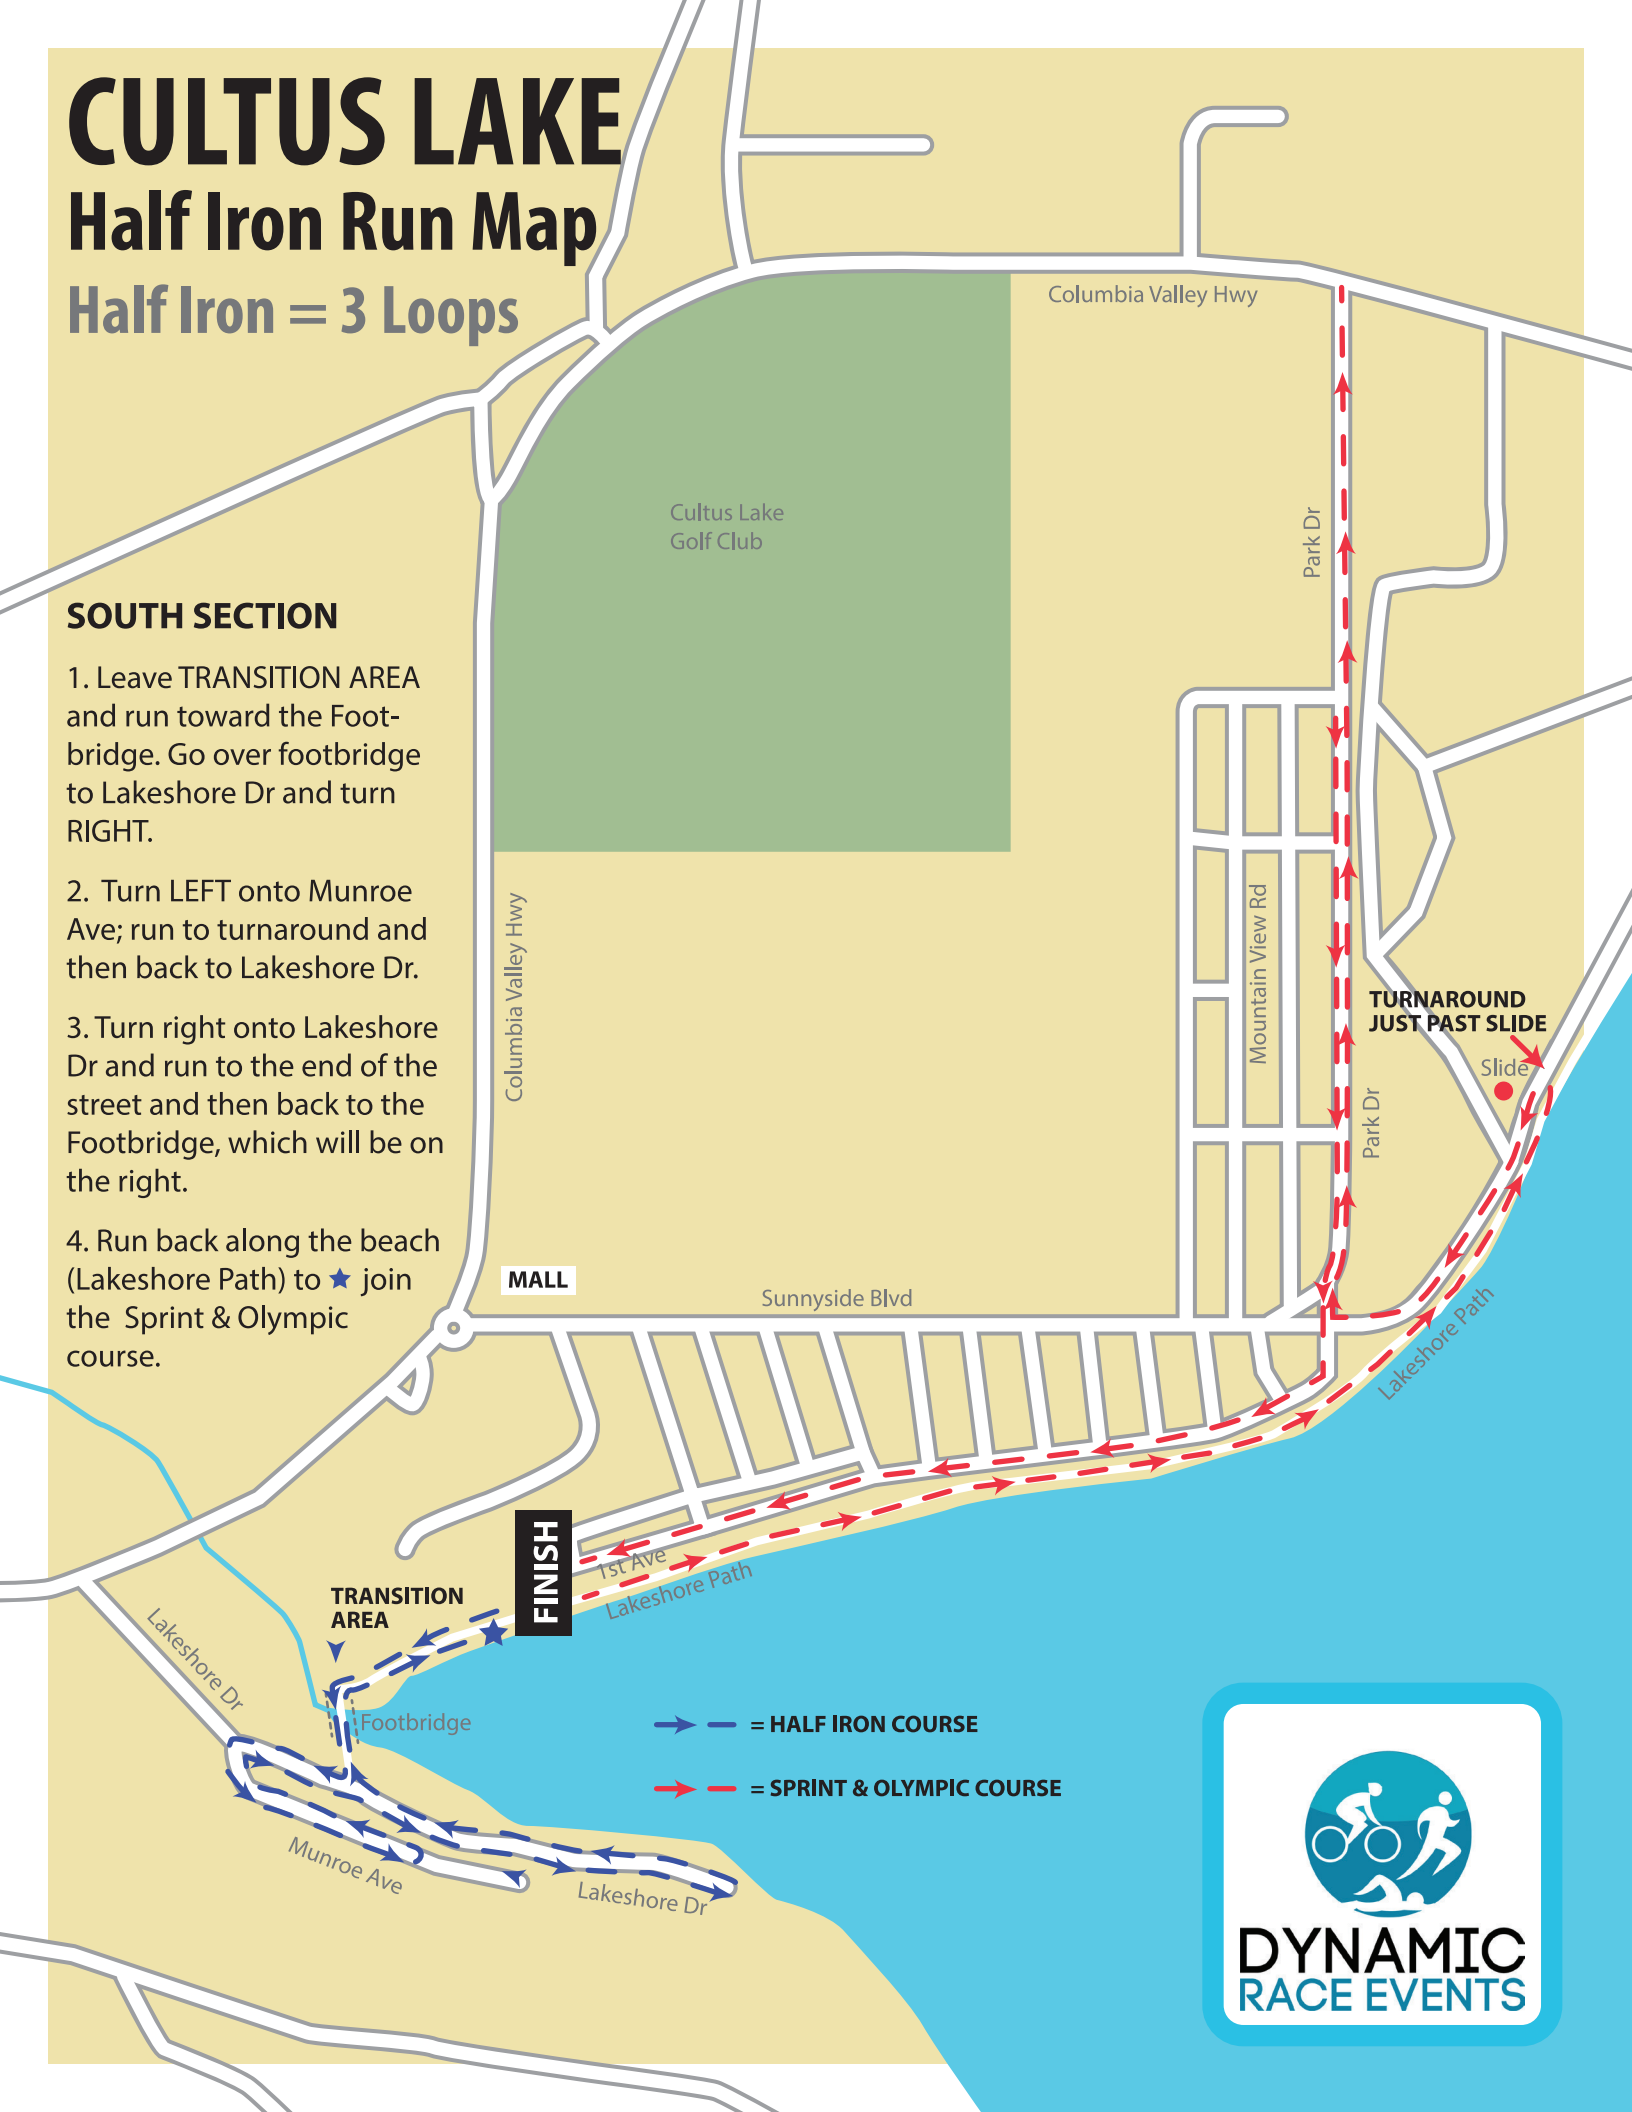 CULTUS LAKE
Half Iron Run Map
Half Iron = 3 Loops
Columbia Valley Hwy
Cultus Lake
Golf Club
Park Dr
SOUTH SECTION
1. Leave TRANSITION AREA
and run toward the Foot-
bridge. Go over footbridge
to Lakeshore Dr and turn
RIGHT.
2. Turn LEFT onto Munroe
Ave; run to turnaround and
then back to Lakeshore Dr.
3. Turn right onto Lakeshore
Dr and run to the end of the
street and then back to the
Footbridge, which will be on
the right.
4. Run back along the beach
(Lakeshore Path) to ★ join
the Sprint & Olympic
course.
Columbia Valley Hwy
Mountain View Rd
TURNAROUND
JUST PAST SLIDE
Slide
Park Dr
MALL
Sunnyside Blvd
Lakeshore Path
FINISH
1st Ave
Lakeshore Path
TRANSITION
AREA
Lakeshore Dr
Footbridge
Munroe Ave
Lakeshore Dr
= HALF IRON COURSE
= SPRINT & OLYMPIC COURSE
DYNAMIC
RACE EVENTS